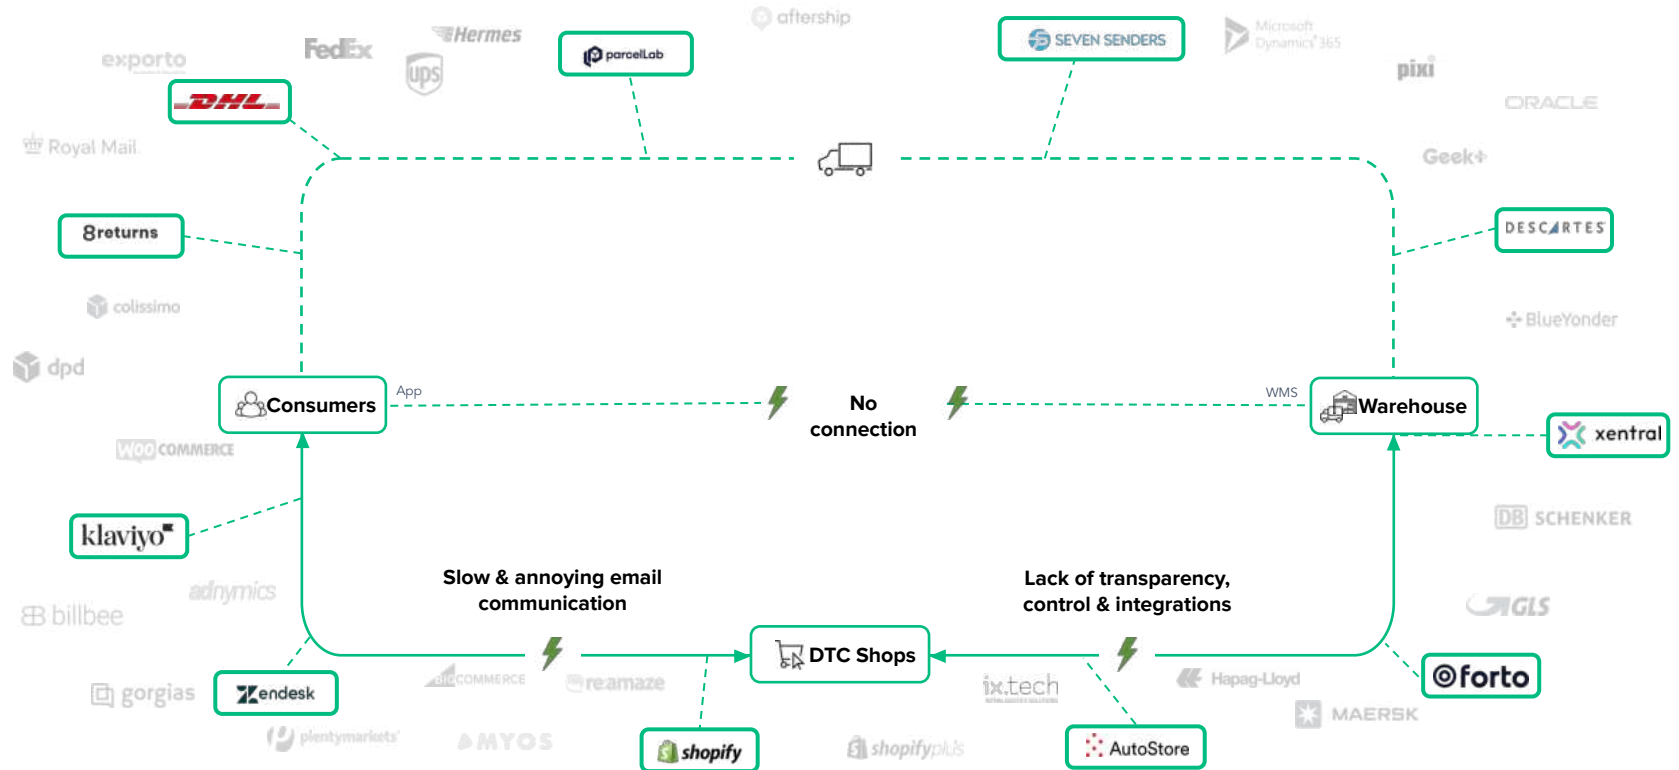 aftership
Hermes
FedEx
exporto
ups
parcelLab
SEVEN SENDERS
Microsoft
Dynamics 365
pixi
ORACLE
DHL
Royal Mail
Geek+
8returns
DESCARTES
colissimo
BlueYonder
dpd
Consumers
App
No
connection
WMS
Warehouse
WOO COMMERCE
xentral
klaviyo
DB SCHENKER
Slow & annoying email
communication
Lack of transparency,
control & integrations
adnymics
billbee
GLS
DTC Shops
gorgias
zendesk
BIGCOMMERCE
reamaze
ix.tech
Hapag-Lloyd
forto
MAERSK
plentymarkets
MYOS
shopify
shopifyplus
AutoStore